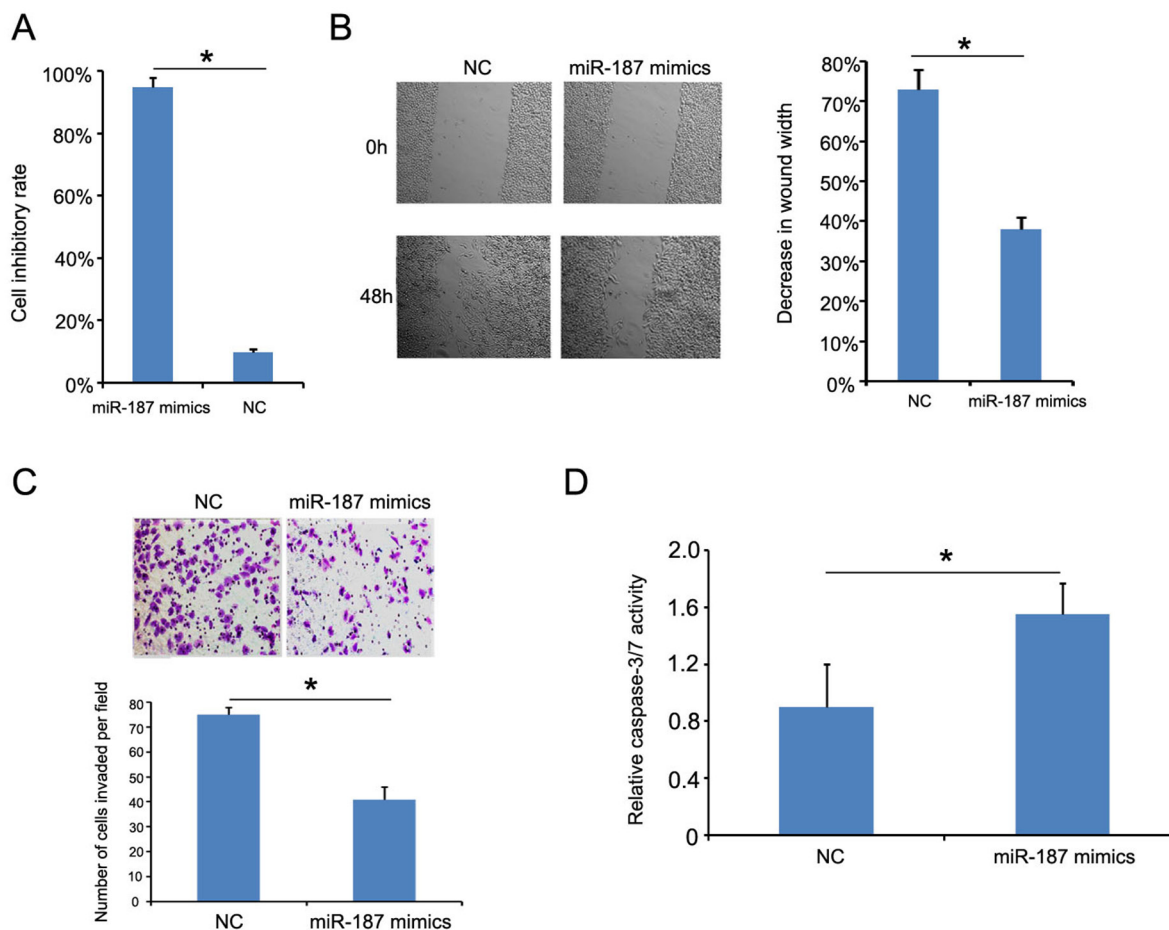 A
*
Cell inhibitory rate
100%
80%
60%
40%
20%
0%
miR-187 mimics
NC
B
NC
miR-187 mimics
0h
48h
*
Decrease in wound width
80%
70%
60%
50%
40%
30%
20%
10%
0%
NC
miR-187 mimics
C
NC
miR-187 mimics
*
Number of cells invaded per field
80
70
60
50
40
30
20
10
0
NC
miR-187 mimics
D
*
Relative caspase-3/7 activity
2.0
1.6
1.2
0.8
0.4
0
NC
miR-187 mimics